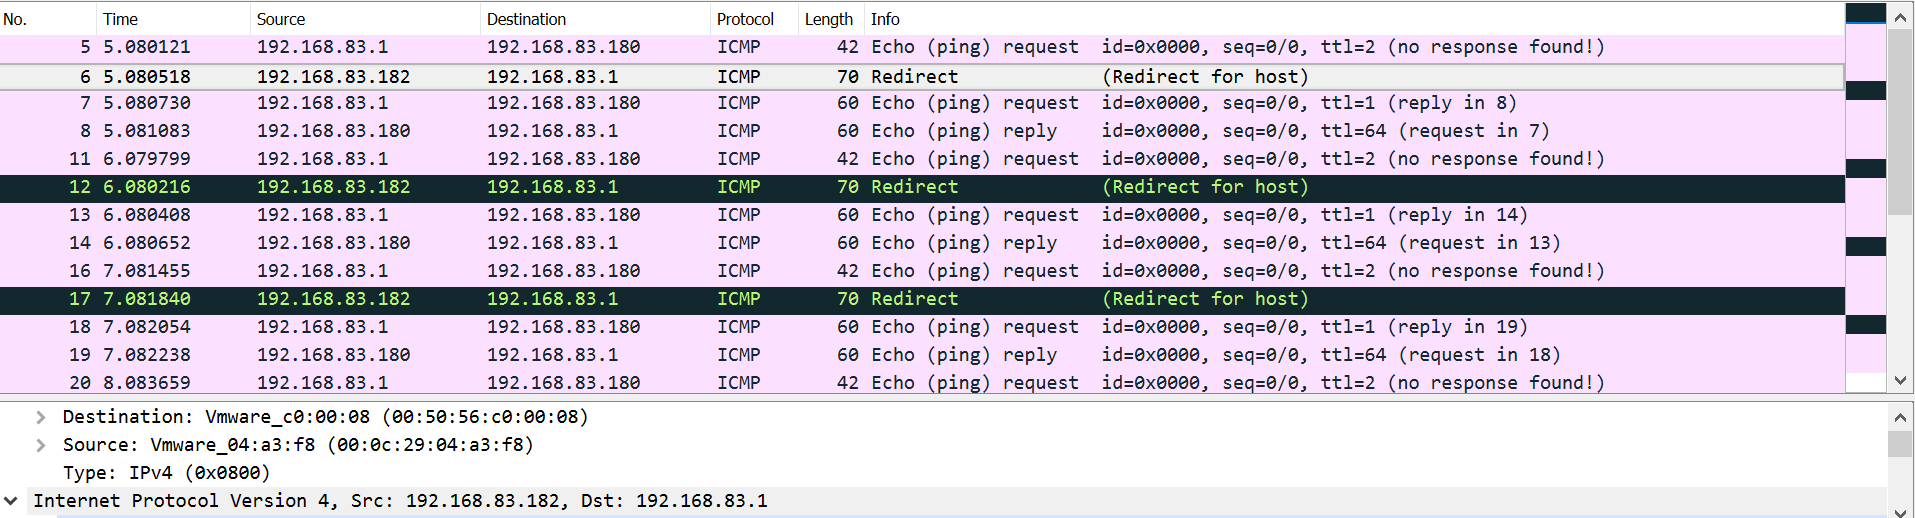 No. Time Source Destination Protocol Length Info
5 5.080121 192.168.83.1 192.168.83.180 ICMP 42 Echo (ping) request id=0x0000, seq=0/0, ttl=2 (no response found!)
6 5.080518 192.168.83.182 192.168.83.1 ICMP 70 Redirect (Redirect for host)
7 5.080730 192.168.83.1 192.168.83.180 ICMP 60 Echo (ping) request id=0x0000, seq=0/0, ttl=1 (reply in 8)
8 5.081083 192.168.83.180 192.168.83.1 ICMP 60 Echo (ping) reply id=0x0000, seq=0/0, ttl=64 (request in 7)
11 6.079799 192.168.83.1 192.168.83.180 ICMP 42 Echo (ping) request id=0x0000, seq=0/0, ttl=2 (no response found!)
12 6.080216 192.168.83.182 192.168.83.1 ICMP 70 Redirect (Redirect for host)
13 6.080408 192.168.83.1 192.168.83.180 ICMP 60 Echo (ping) request id=0x0000, seq=0/0, ttl=1 (reply in 14)
14 6.080652 192.168.83.180 192.168.83.1 ICMP 60 Echo (ping) reply id=0x0000, seq=0/0, ttl=64 (request in 13)
16 7.081455 192.168.83.1 192.168.83.180 ICMP 42 Echo (ping) request id=0x0000, seq=0/0, ttl=2 (no response found!)
17 7.081840 192.168.83.182 192.168.83.1 ICMP 70 Redirect (Redirect for host)
18 7.082054 192.168.83.1 192.168.83.180 ICMP 60 Echo (ping) request id=0x0000, seq=0/0, ttl=1 (reply in 19)
19 7.082238 192.168.83.180 192.168.83.1 ICMP 60 Echo (ping) reply id=0x0000, seq=0/0, ttl=64 (request in 18)
20 8.083659 192.168.83.1 192.168.83.180 ICMP 42 Echo (ping) request id=0x0000, seq=0/0, ttl=2 (no response found!)
Destination: Vmware_c0:00:08 (00:50:56:c0:00:08)
Source: Vmware_04:a3:f8 (00:0c:29:04:a3:f8)
Type: IPv4 (0x0800)
Internet Protocol Version 4, Src: 192.168.83.182, Dst: 192.168.83.1